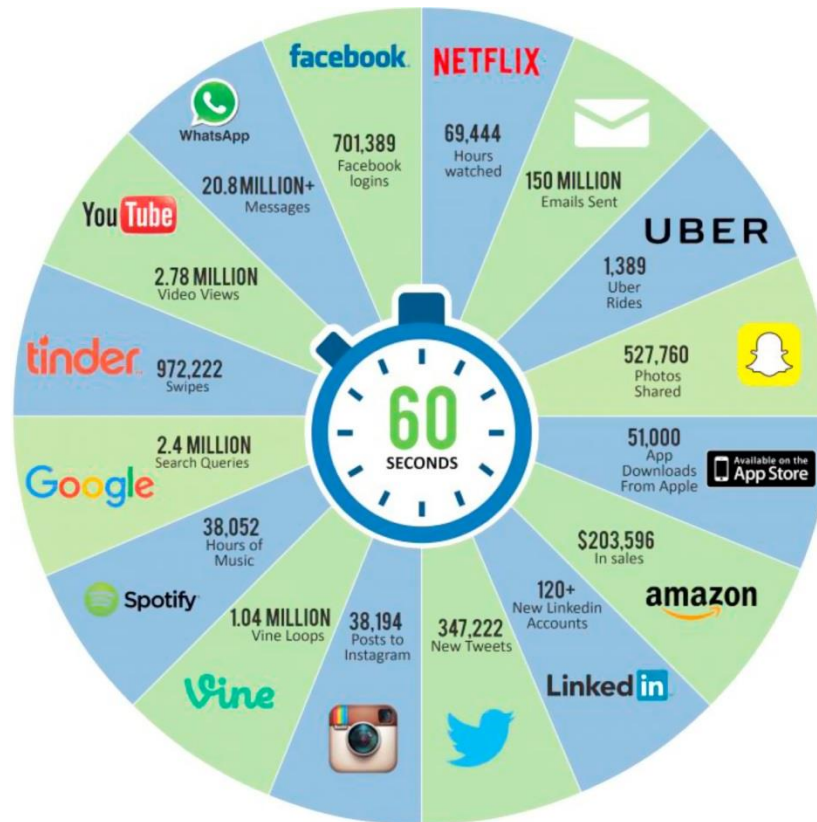 facebook
701,389
Facebook
logins
NETFLIX
69,444
Hours
watched
150 MILLION
Emails Sent
UBER
1,389
Uber
Rides
527,760
Photos
Shared
51,000
App
Downloads
From Apple
Available on the
App Store
$203,596
In sales
amazon
120+
New Linkedin
Accounts
Linked in
347,222
New Tweets
38,194
Posts to
Instagram
1.04 MILLION
Vine Loops
Vine
38,052
Hours of
Music
Spotify
2.4 MILLION
Search Queries
Google
tinder
972,222
Swipes
YouTube
2.78 MILLION
Video Views
WhatsApp
20.8 MILLION+
Messages
60
SECONDS